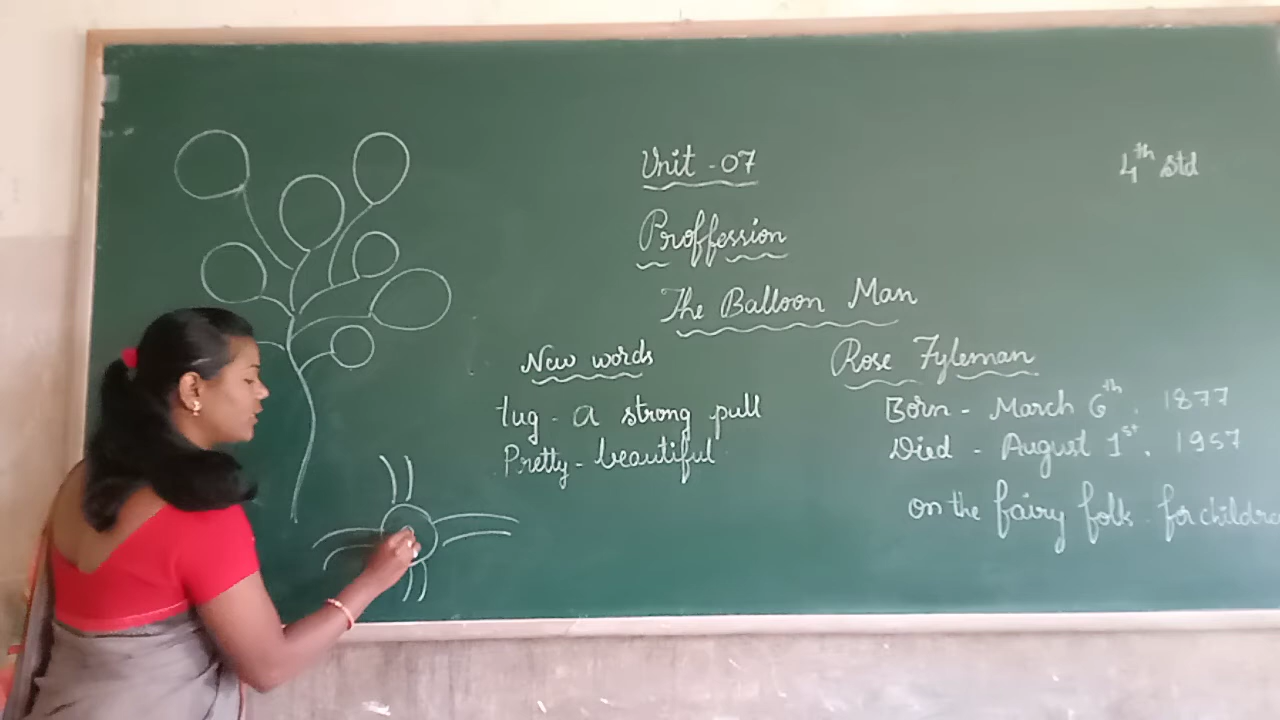 Unit - 07
4th Std
Proffession
The Balloon Man
New words
tug - a strong pull
Pretty - beautiful
Rose Fyleman
Born - March 6th. 1877
Died - August 1st. 1957
on the fairy folks. for childre